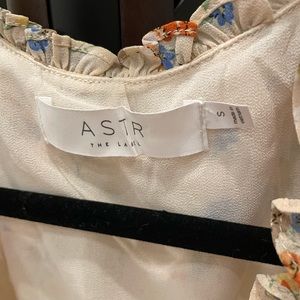 ASTR
THE LABEL
S